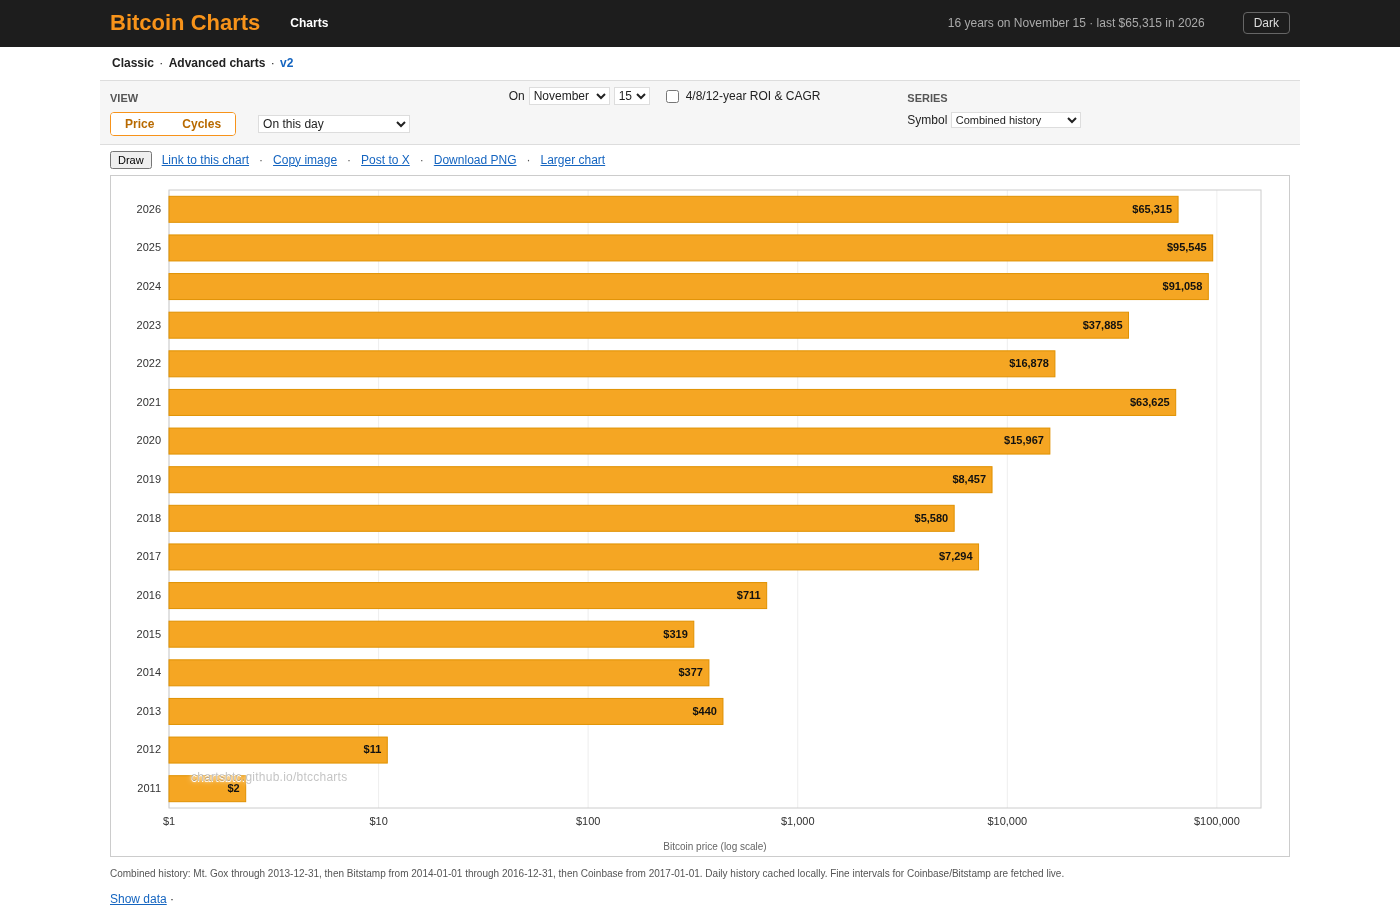 Bitcoin Charts Charts 16 years on November 15 · last $65,315 in 2026 Dark
Classic · Advanced charts · v2
VIEW
On November 15 4/8/12-year ROI & CAGR
SERIES
Price Cycles On this day
Symbol Combined history
Draw Link to this chart · Copy image · Post to X · Download PNG · Larger chart
2026 $65,315
2025 $95,545
2024 $91,058
2023 $37,885
2022 $16,878
2021 $63,625
2020 $15,967
2019 $8,457
2018 $5,580
2017 $7,294
2016 $711
2015 $319
2014 $377
2013 $440
2012 $11
chartsbtc.github.io/btccharts
2011 $2
$1 $10 $100 $1,000 $10,000 $100,000
Bitcoin price (log scale)
Combined history: Mt. Gox through 2013-12-31, then Bitstamp from 2014-01-01 through 2016-12-31, then Coinbase from 2017-01-01. Daily history cached locally. Fine intervals for Coinbase/Bitstamp are fetched live.
Show data ·